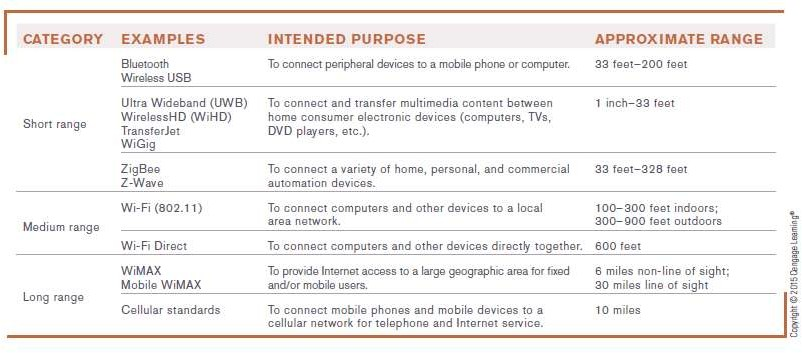 CATEGORY EXAMPLES INTENDED PURPOSE APPROXIMATE RANGE
Short range
Bluetooth
Wireless USB
To connect peripheral devices to a mobile phone or computer.
33 feet–200 feet
Ultra Wideband (UWB)
WirelessHD (WiHD)
TransferJet
WiGig
To connect and transfer multimedia content between
home consumer electronic devices (computers, TVs,
DVD players, etc.).
1 inch–33 feet
ZigBee
Z-Wave
To connect a variety of home, personal, and commercial
automation devices.
33 feet–328 feet
Medium range
Wi-Fi (802.11)
To connect computers and other devices to a local
area network.
100–300 feet indoors;
300–900 feet outdoors
Wi-Fi Direct
To connect computers and other devices directly together.
600 feet
Long range
WiMAX
Mobile WiMAX
To provide Internet access to a large geographic area for fixed
and/or mobile users.
6 miles non-line of sight;
30 miles line of sight
Cellular standards
To connect mobile phones and mobile devices to a
cellular network for telephone and Internet service.
10 miles
Copyright © 2015 Cengage Learning®